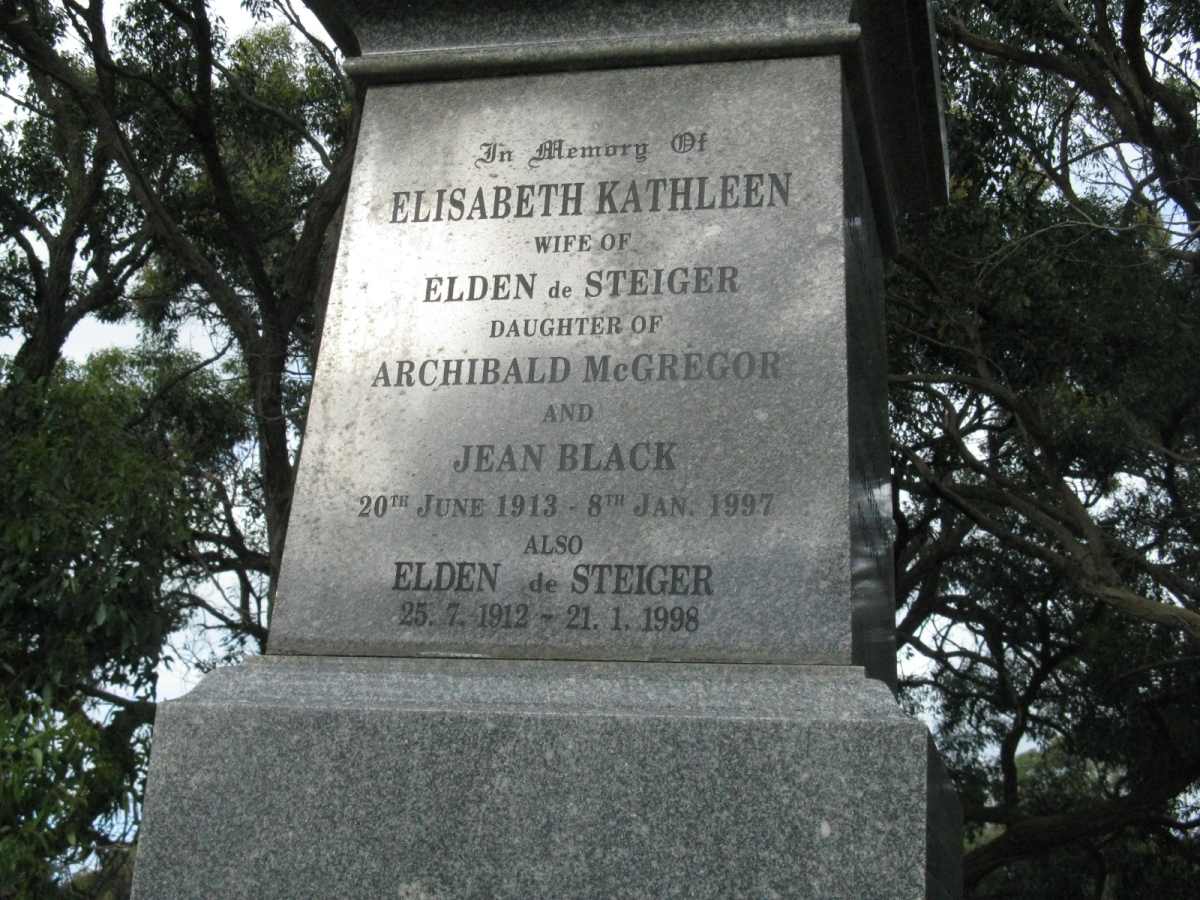 In Memory Of
ELISABETH KATHLEEN
WIFE OF
ELDEN de STEIGER
DAUGHTER OF
ARCHIBALD McGREGOR
AND
JEAN BLACK
20TH JUNE 1913 - 8TH JAN. 1997
ALSO
ELDEN de STEIGER
25. 7. 1912 - 21. 1. 1998